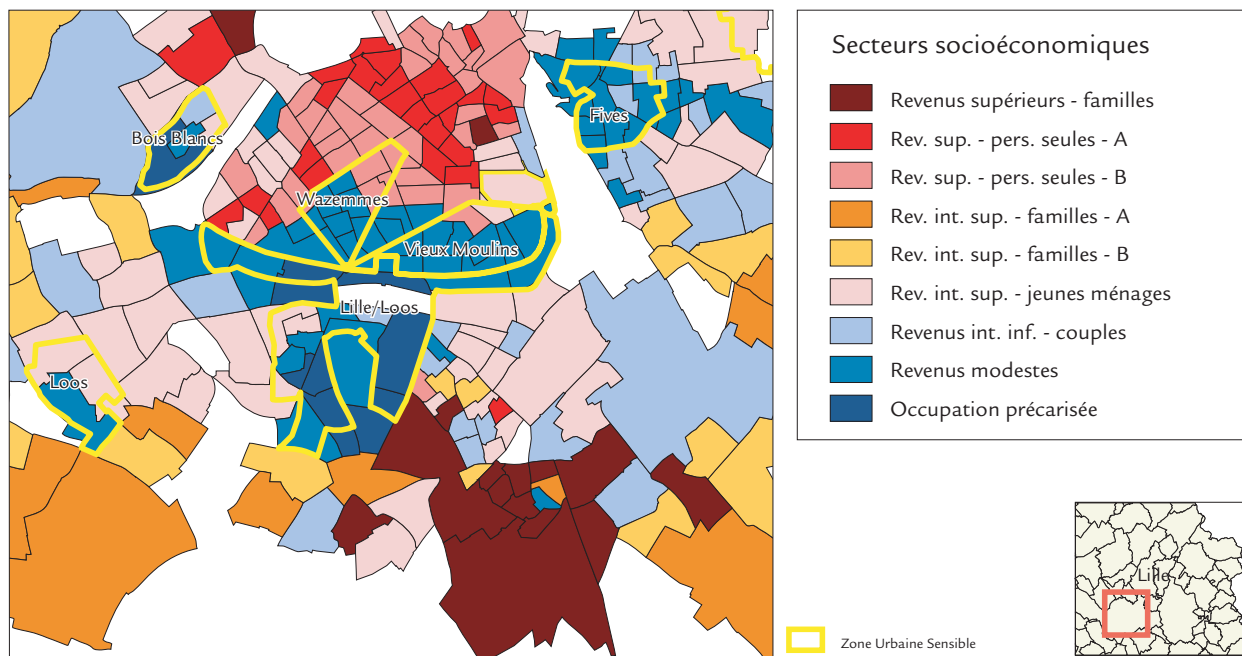 Bois Blancs
Fives
Wazemmes
Vieux Moulins
Lille/Loos
Loos
Secteurs socioéconomiques
Revenus supérieurs - familles
Rev. sup. - pers. seules - A
Rev. sup. - pers. seules - B
Rev. int. sup. - familles - A
Rev. int. sup. - familles - B
Rev. int. sup. - jeunes ménages
Revenus int. inf. - couples
Revenus modestes
Occupation précarisée
Zone Urbaine Sensible
Lille